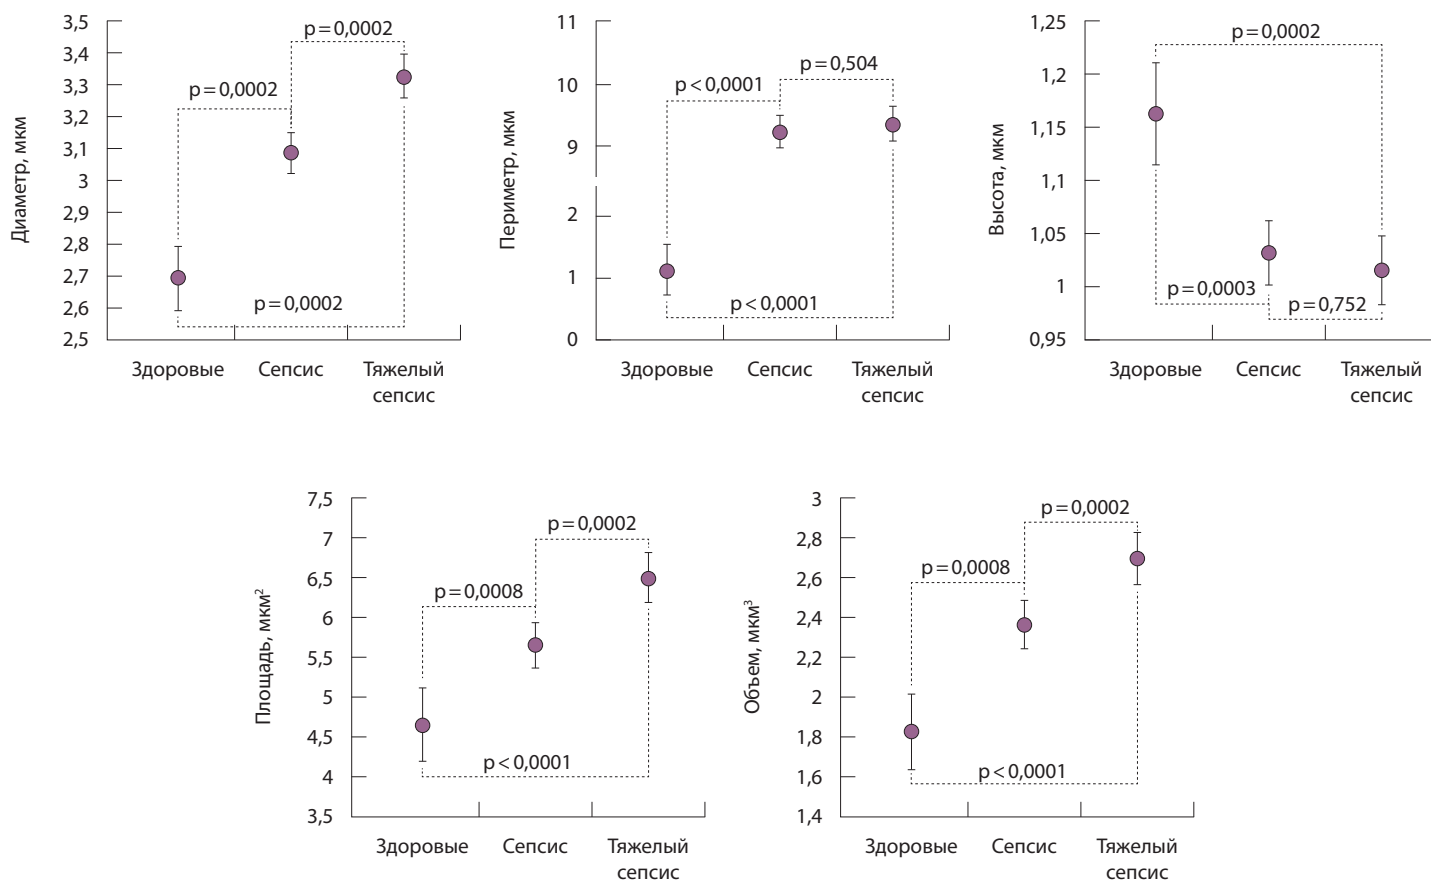 Диаметр, мкм
3,5
3,4
3,3
3,2
3,1
3
2,9
2,8
2,7
2,6
2,5
p = 0,0002
p = 0,0002
p = 0,0002
Здоровые
Сепсис
Тяжелый
сепсис
Периметр, мкм
11
10
9
2
1
0
p < 0,0001
p = 0,504
p < 0,0001
Здоровые
Сепсис
Тяжелый
сепсис
Высота, мкм
1,25
1,2
1,15
1,1
1,05
1
0,95
p = 0,0002
p = 0,0003
p = 0,752
Здоровые
Сепсис
Тяжелый
сепсис
Площадь, мкм²
7,5
7
6,5
6
5,5
5
4,5
4
3,5
p = 0,0002
p = 0,0008
p < 0,0001
Здоровые
Сепсис
Тяжелый
сепсис
Объем, мкм³
3
2,8
2,6
2,4
2,2
2
1,8
1,6
1,4
p = 0,0002
p = 0,0008
p < 0,0001
Здоровые
Сепсис
Тяжелый
сепсис